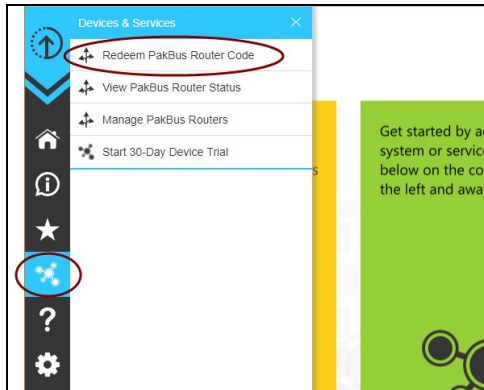 Devices & Services
Redeem PakBus Router Code
View PakBus Router Status
Manage PakBus Routers
Start 30-Day Device Trial
s
Get started by a
system or servic
below on the co
the left and awa
?